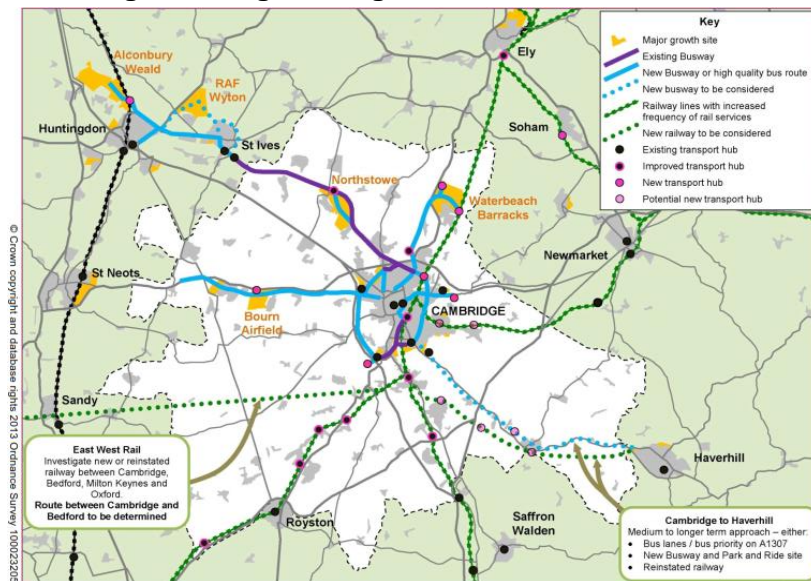 Key
Major growth site
Existing Busway
New Busway or high quality bus route
New busway to be considered
Railway lines with increased
frequency of rail services
New railway to be considered
Existing transport hub
Improved transport hub
New transport hub
Potential new transport hub
Alconbury
Weald
RAF
Wyton
Huntingdon
St Ives
Ely
Soham
Northstowe
Waterbeach
Barracks
Newmarket
St Neots
Bourn
Airfield
CAMBRIDGE
Sandy
Haverhill
Royston
Saffron
Walden
East West Rail
Investigate new or reinstated
railway between Cambridge,
Bedford, Milton Keynes and
Oxford.
Route between Cambridge and
Bedford to be determined
Cambridge to Haverhill
Medium to longer term approach – either:
• Bus lanes / bus priority on A1307
• New Busway and Park and Ride site
• Reinstated railway
© Crown copyright and database rights 2013 Ordnance Survey 100023205